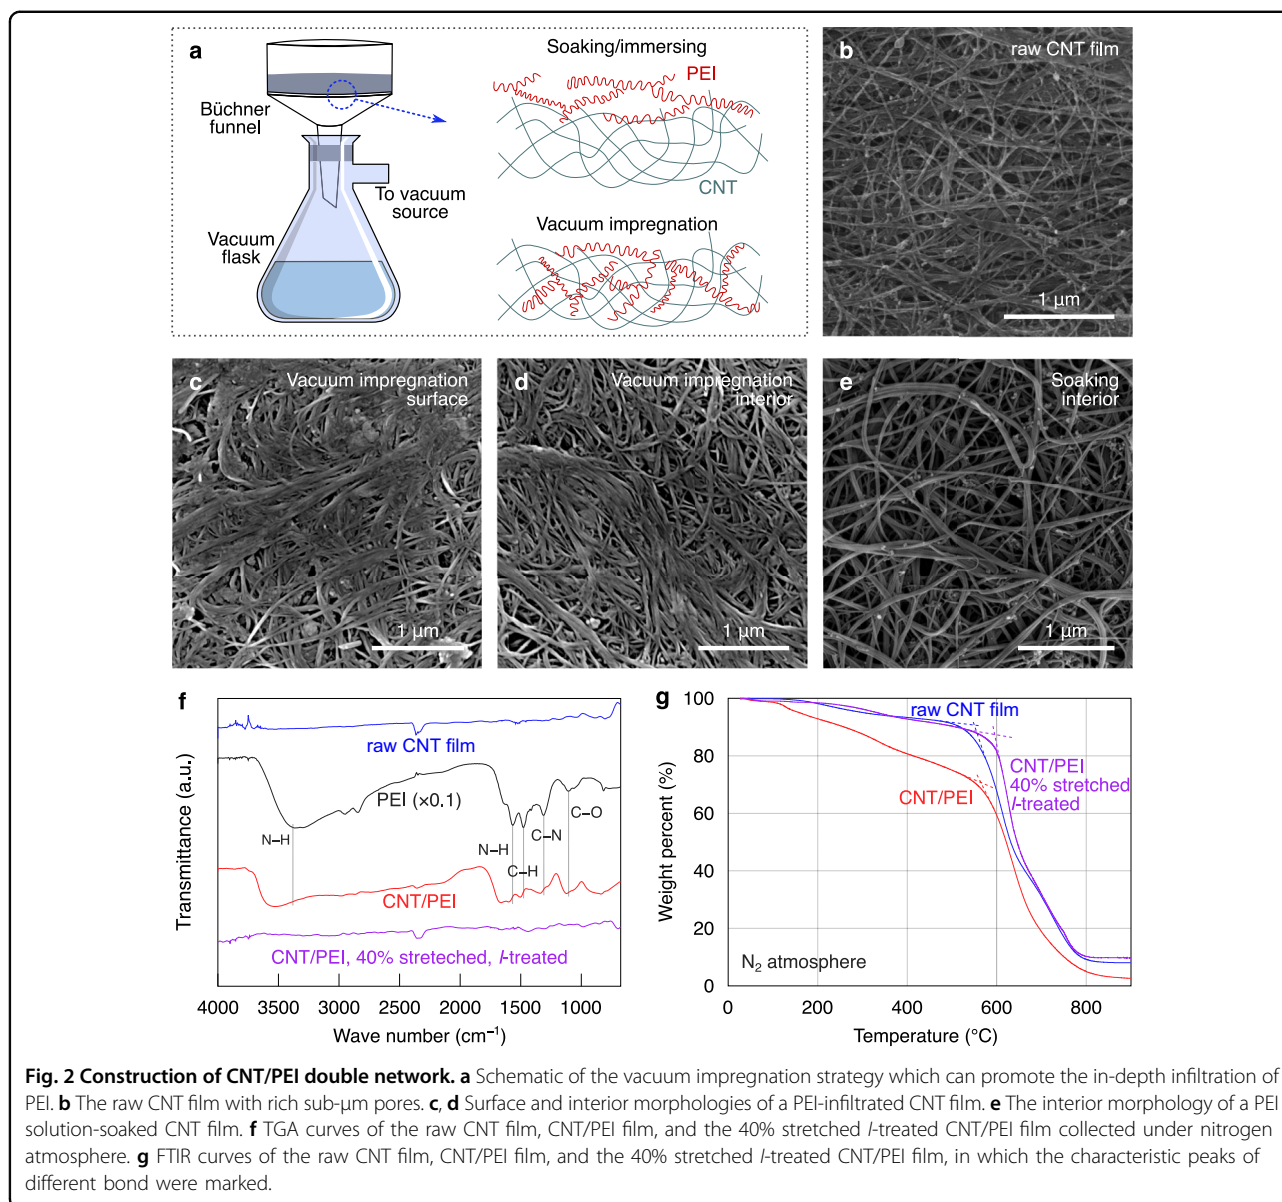 a
Soaking/immersing
PEI
Büchner
funnel
CNT
To vacuum
source
Vacuum
flask
Vacuum impregnation
b
raw CNT film
1 µm
c
Vacuum impregnation
surface
1 µm
d
Vacuum impregnation
interior
1 µm
e
Soaking
interior
1 µm
f
raw CNT film
PEI (×0.1)
C–O
C–N
N–H
N–H
C–H
CNT/PEI
CNT/PEI, 40% streteched, I-treated
Transmittance (a.u.)
4000 3500 3000 2500 2000 1500 1000
Wave number (cm⁻¹)
g
100
80
60
40
20
0
raw CNT film
CNT/PEI
40% stretched
I-treated
CNT/PEI
N₂ atmosphere
Weight percent (%)
0 200 400 600 800
Temperature (°C)
Fig. 2 Construction of CNT/PEI double network. a Schematic of the vacuum impregnation strategy which can promote the in-depth infiltration of
PEI. b The raw CNT film with rich sub-µm pores. c, d Surface and interior morphologies of a PEI-infiltrated CNT film. e The interior morphology of a PEI
solution-soaked CNT film. f TGA curves of the raw CNT film, CNT/PEI film, and the 40% stretched I-treated CNT/PEI film collected under nitrogen
atmosphere. g FTIR curves of the raw CNT film, CNT/PEI film, and the 40% stretched I-treated CNT/PEI film, in which the characteristic peaks of
different bond were marked.